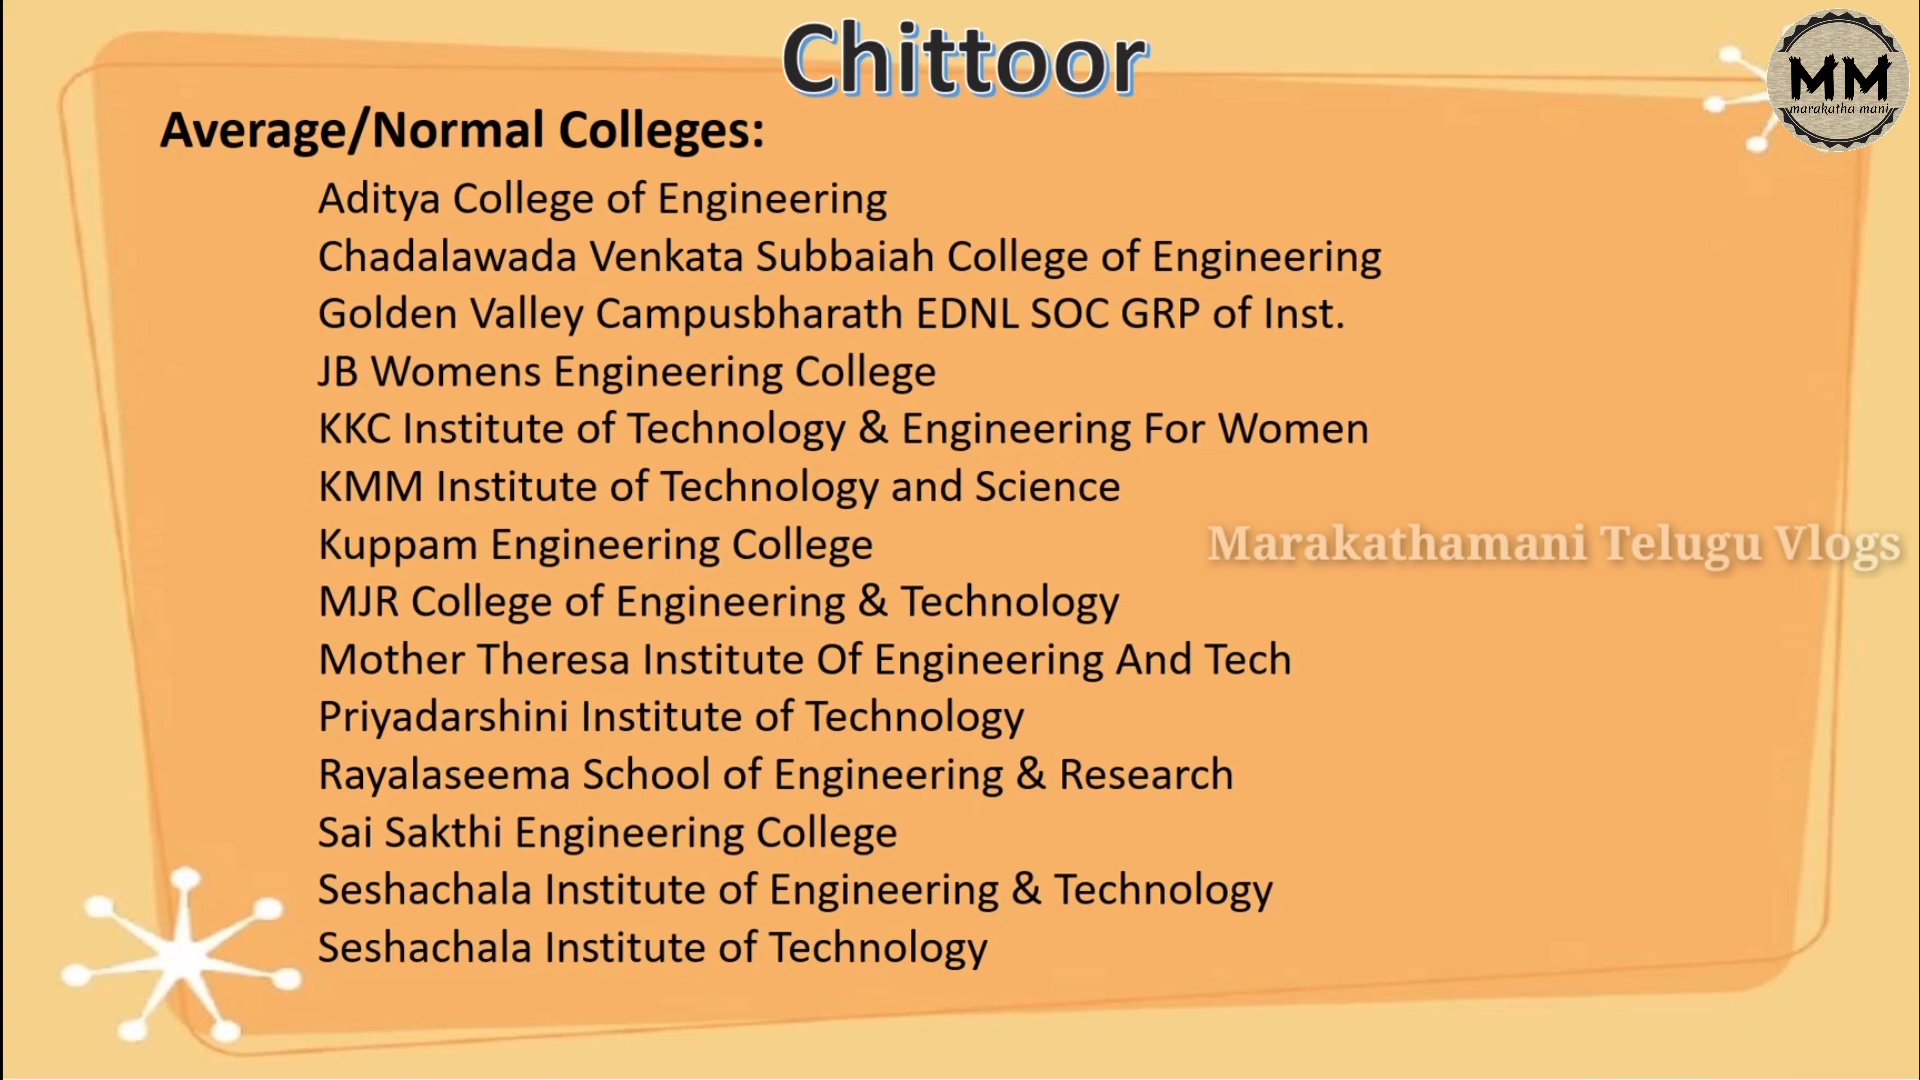 Chittoor
MM
marakatha mani
Average/Normal Colleges:
Aditya College of Engineering
Chadalawada Venkata Subbaiah College of Engineering
Golden Valley Campusbharath EDNL SOC GRP of Inst.
JB Womens Engineering College
KKC Institute of Technology & Engineering For Women
KMM Institute of Technology and Science
Kuppam Engineering College
Marakathamani Telugu Vlogs
MJR College of Engineering & Technology
Mother Theresa Institute Of Engineering And Tech
Priyadarshini Institute of Technology
Rayalaseema School of Engineering & Research
Sai Sakthi Engineering College
Seshachala Institute of Engineering & Technology
Seshachala Institute of Technology